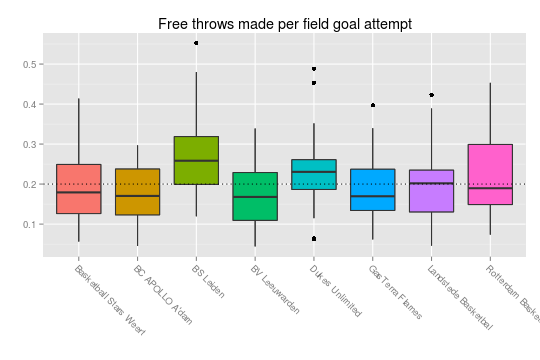 Free throws made per field goal attempt
0.5
0.4
0.3
0.2
0.1
Basketball Stars Weert
BC APOLLO A'dam
BS Leiden
BV Leeuwarden
Dukes Unlimited
GasTerra Flames
Landstede Basketbal
Rotterdam Baske